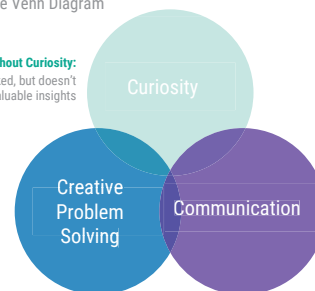 e Venn Diagram
hout Curiosity:
ked, but doesn't
aluable insights
Curiosity
Creative
Problem
Solving
Communication